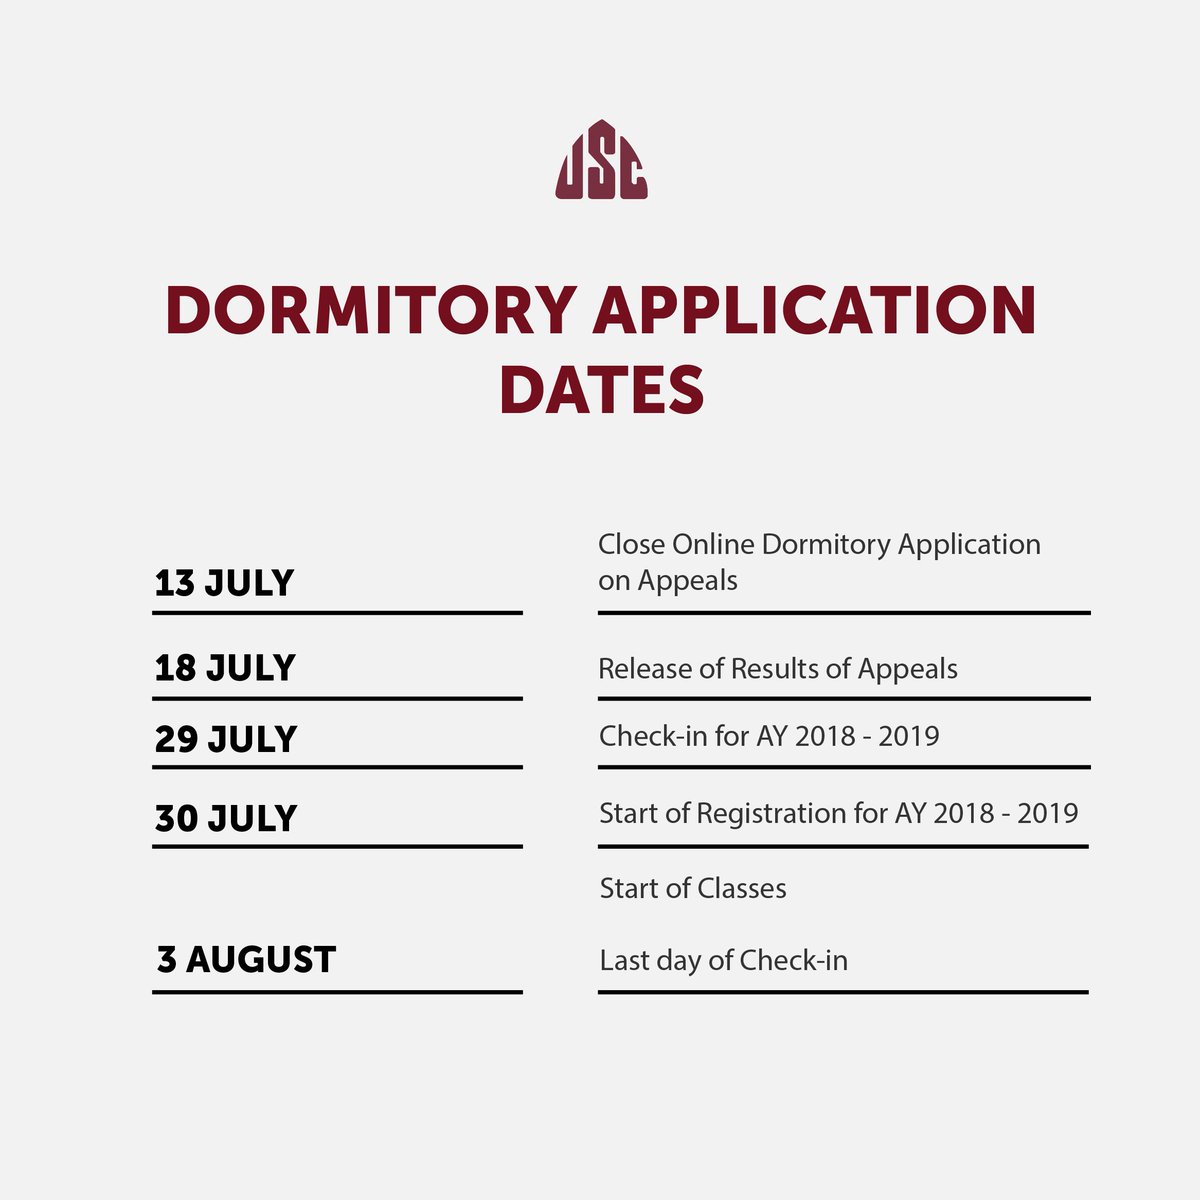 USC
DORMITORY APPLICATION
DATES
13 JULY
Close Online Dormitory Application
on Appeals
18 JULY
Release of Results of Appeals
29 JULY
Check-in for AY 2018 - 2019
30 JULY
Start of Registration for AY 2018 - 2019
Start of Classes
3 AUGUST
Last day of Check-in